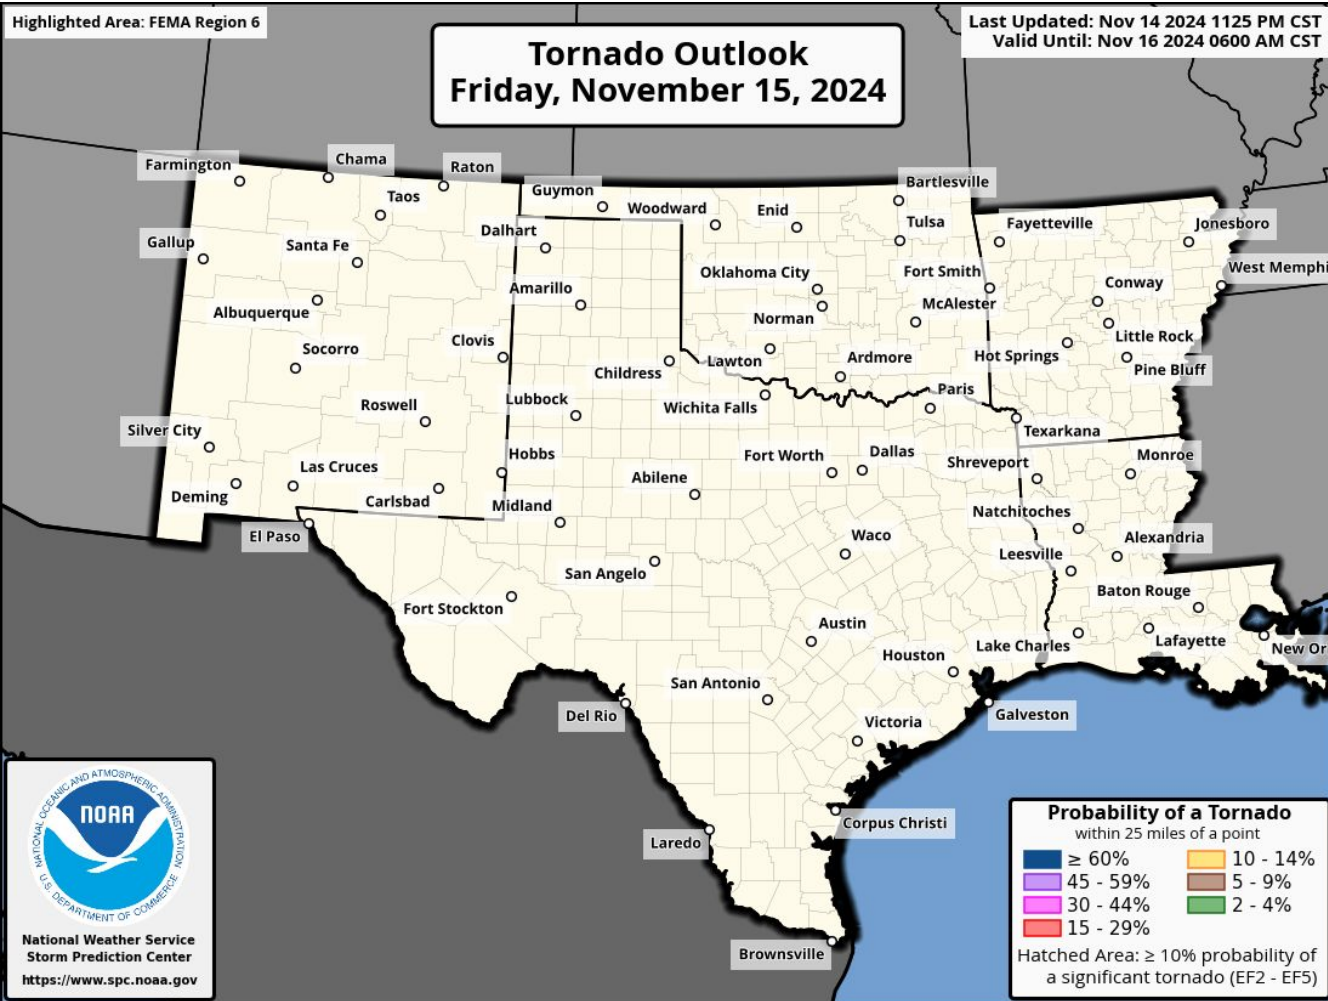 Highlighted Area: FEMA Region 6
Last Updated: Nov 14 2024 1125 PM CST
Valid Until: Nov 16 2024 0600 AM CST
Tornado Outlook
Friday, November 15, 2024
Farmington
Chama
Raton
Taos
Guymon
Woodward
Enid
Bartlesville
Tulsa
Fayetteville
Jonesboro
Gallup
Santa Fe
Dalhart
Oklahoma City
Fort Smith
West Memphi
Conway
Albuquerque
Amarillo
Norman
McAlester
Little Rock
Socorro
Clovis
Childress
Lawton
Ardmore
Hot Springs
Pine Bluff
Roswell
Lubbock
Wichita Falls
Paris
Texarkana
Silver City
Las Cruces
Hobbs
Abilene
Fort Worth
Dallas
Shreveport
Monroe
Deming
Carlsbad
Midland
Natchitoches
El Paso
Waco
Leesville
Alexandria
San Angelo
Fort Stockton
Baton Rouge
Austin
Lake Charles
Lafayette
New Or
Houston
San Antonio
Del Rio
Victoria
Galveston
Corpus Christi
Laredo
Brownsville
NATIONAL OCEANIC AND ATMOSPHERIC ADMINISTRATION
NOAA
U.S. DEPARTMENT OF COMMERCE
National Weather Service
Storm Prediction Center
https://www.spc.noaa.gov
Probability of a Tornado
within 25 miles of a point
≥ 60%
45 - 59%
30 - 44%
15 - 29%
10 - 14%
5 - 9%
2 - 4%
Hatched Area: ≥ 10% probability of
a significant tornado (EF2 - EF5)